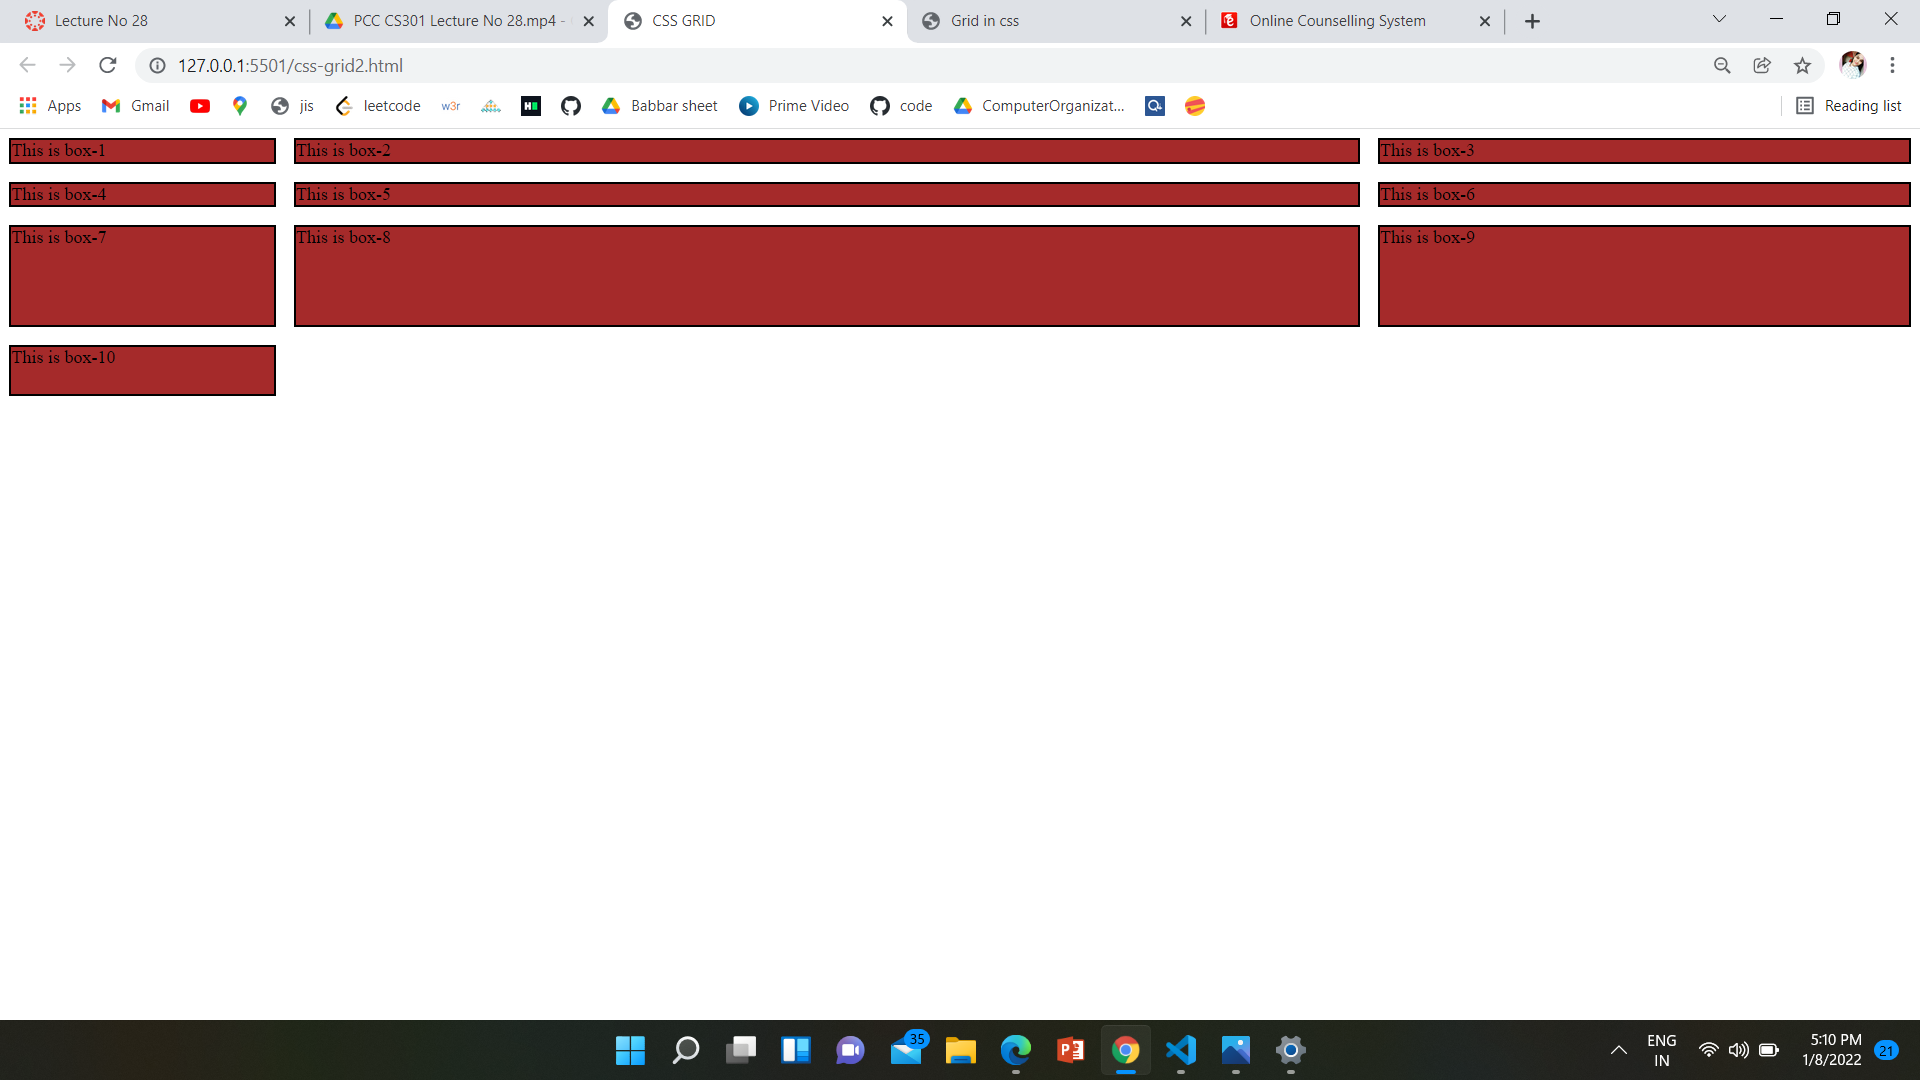 Lecture No 28
PCC CS301 Lecture No 28.mp4 -
CSS GRID
Grid in css
Online Counselling System
127.0.0.1:5501/css-grid2.html
Apps
Gmail
jis
leetcode
w3r
Babbar sheet
Prime Video
code
ComputerOrganizat...
Reading list
This is box-1
This is box-2
This is box-3
This is box-4
This is box-5
This is box-6
This is box-7
This is box-8
This is box-9
This is box-10
35
ENG
IN
5:10 PM
1/8/2022
21